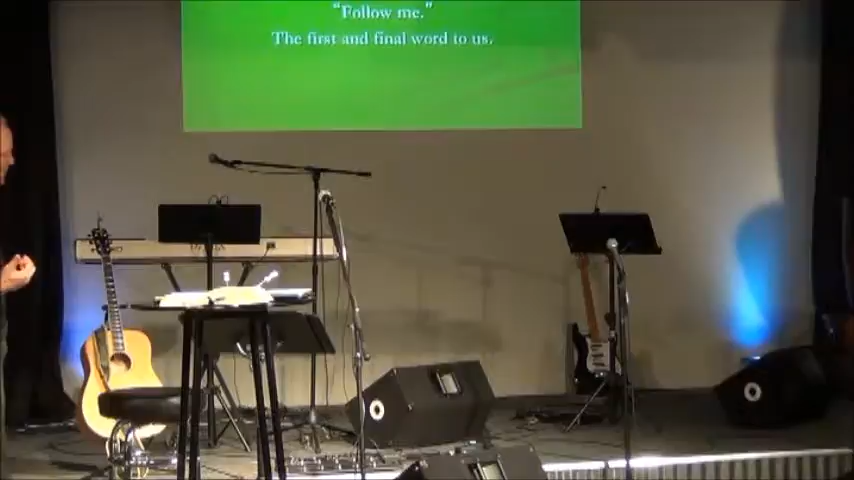 “Follow me.”
The first and final word to us.